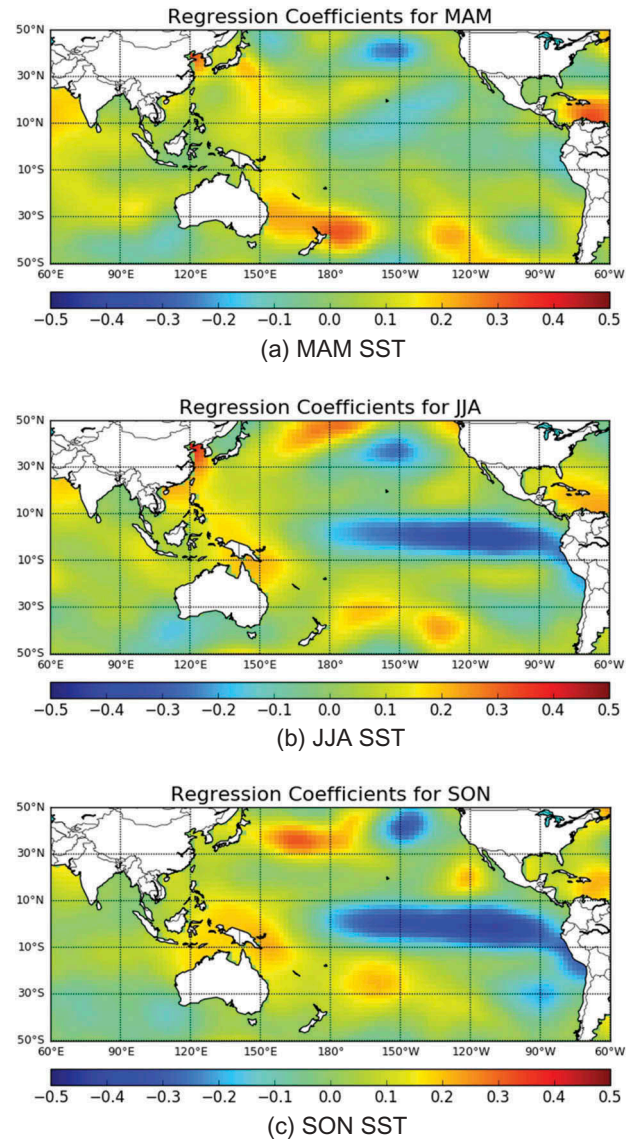 Regression Coefficients for MAM
50°N
30°N
10°N
10°S
30°S
50°S
60°E 90°E 120°E 150°E 180° 150°W 120°W 90°W 60°W
−0.5 −0.4 −0.3 −0.2 −0.1 0.0 0.1 0.2 0.3 0.4 0.5
(a) MAM SST
Regression Coefficients for JJA
50°N
30°N
10°N
10°S
30°S
50°S
60°E 90°E 120°E 150°E 180° 150°W 120°W 90°W 60°W
−0.5 −0.4 −0.3 −0.2 −0.1 0.0 0.1 0.2 0.3 0.4 0.5
(b) JJA SST
Regression Coefficients for SON
50°N
30°N
10°N
10°S
30°S
50°S
60°E 90°E 120°E 150°E 180° 150°W 120°W 90°W 60°W
−0.5 −0.4 −0.3 −0.2 −0.1 0.0 0.1 0.2 0.3 0.4 0.5
(c) SON SST